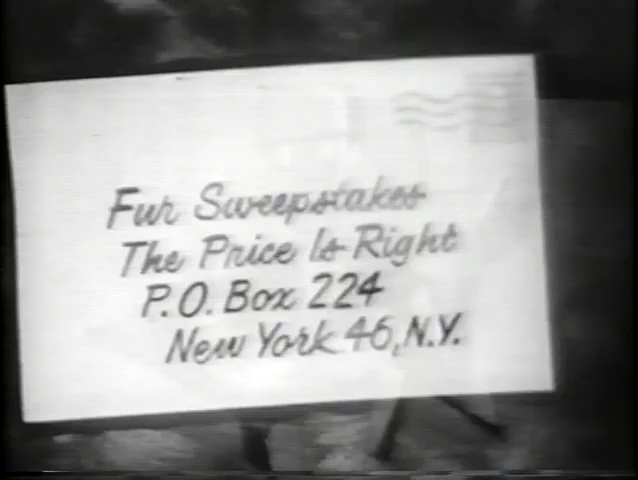 Fur Sweepstakes
The Price Is Right
P.O. Box 224
New York 46, N.Y.